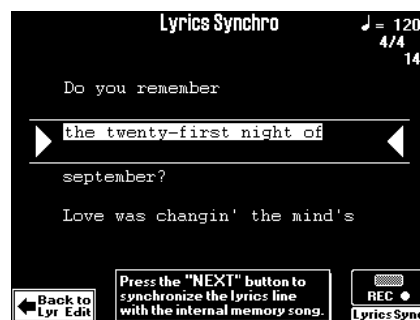 Lyrics Synchro
♩= 120
4/4
14
Do you remember
the twenty-first night of
september?
Love was changin' the mind's
Back to
Lyr Edit
Press the "NEXT" button to
synchronize the lyrics line
with the internal memory song.
REC ●
Lyrics Sync